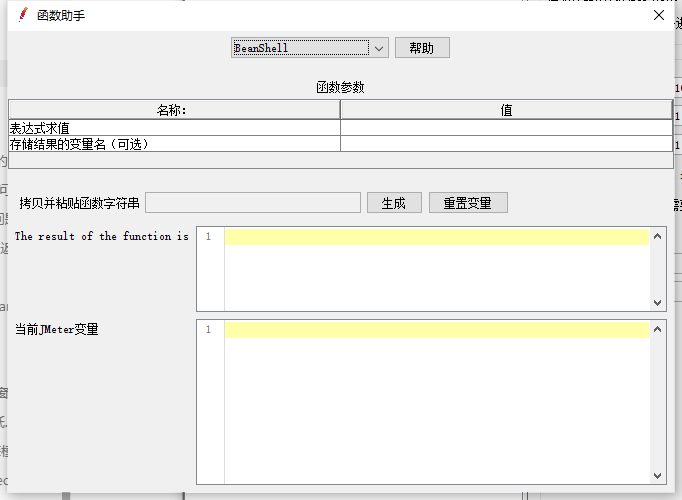 函数助手
BeanShell
帮助
函数参数
名称:
值
表达式求值
存储结果的变量名（可选）
拷贝并粘贴函数字符串
生成
重置变量
The result of the function is
1
当前JMeter变量
1